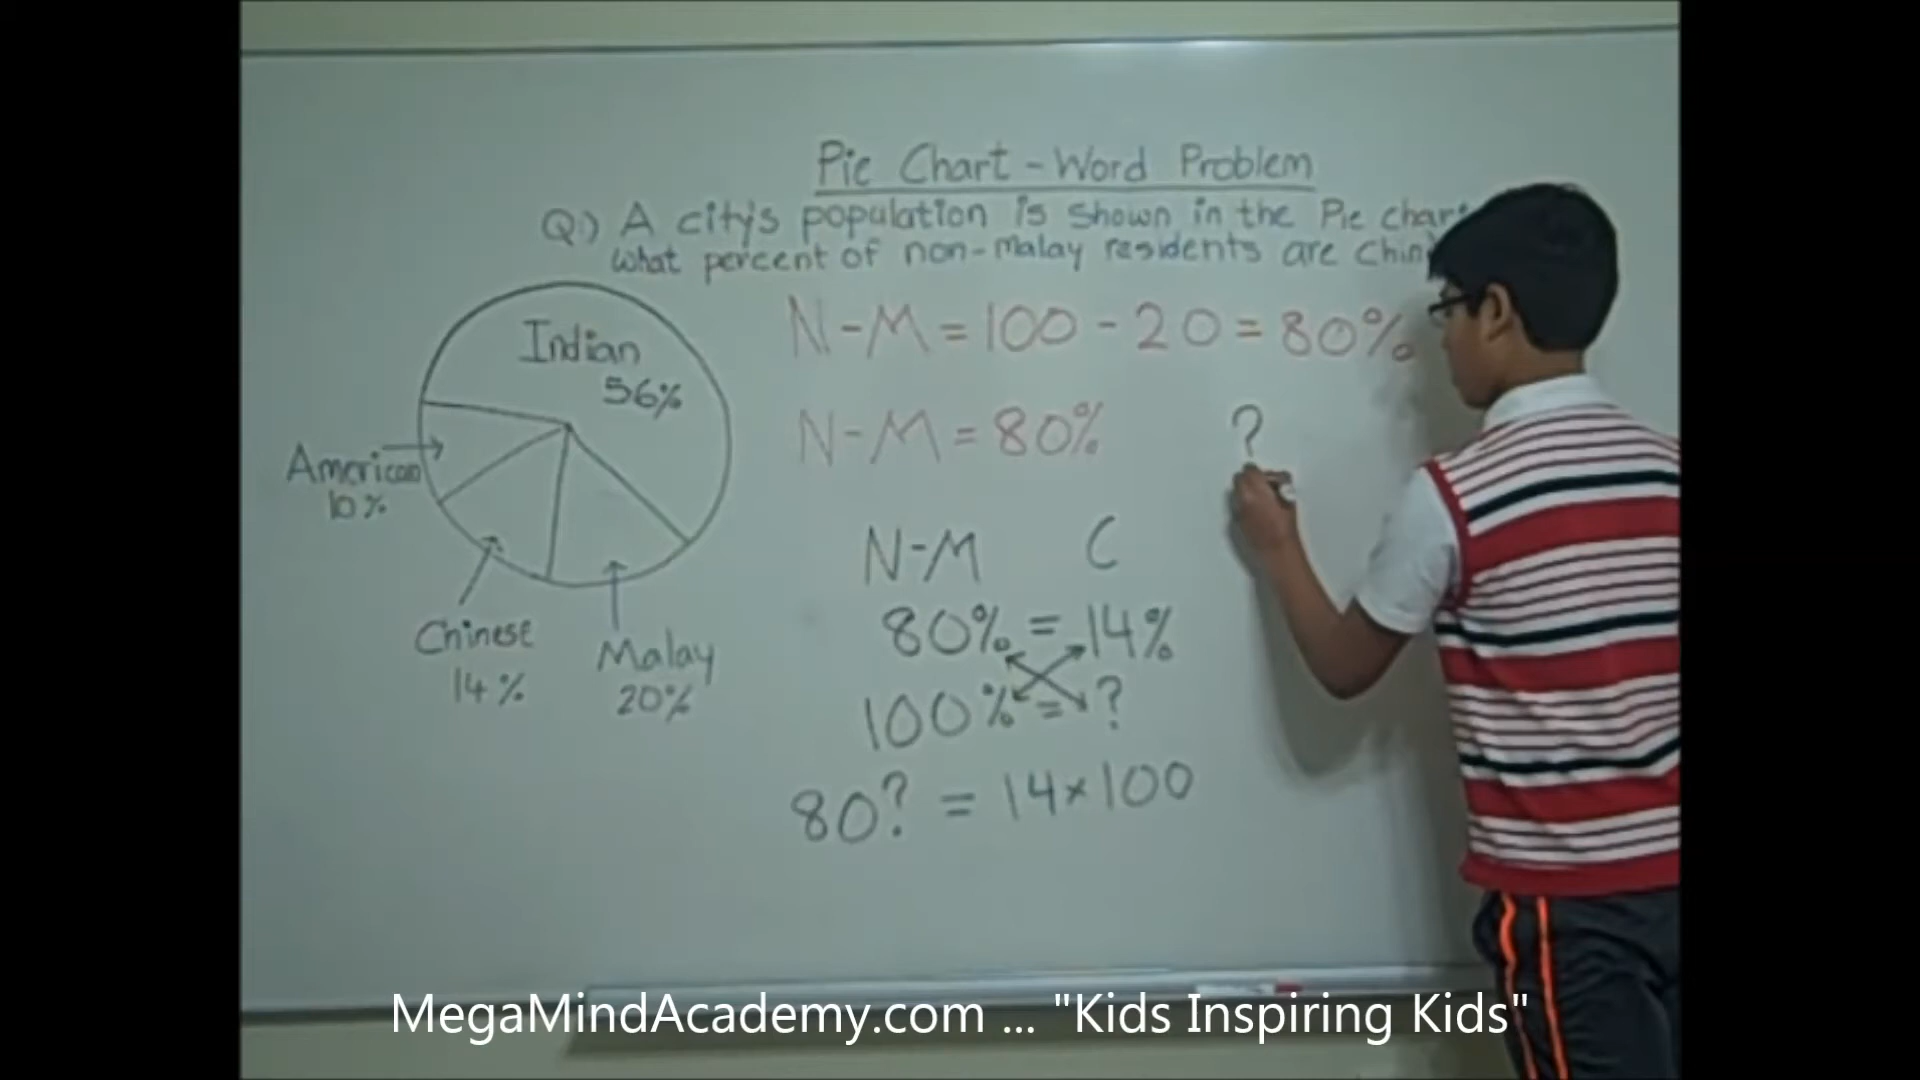 Pie Chart - Word Problem
Q) A city's population is shown in the Pie
what percent of non-malay residents are
Indian
56%
American
10%
Chinese
14%
Malay
20%
N-M = 100 - 20 = 80%
N-M = 80%
?
N-M C
80% = 14%
100% = ?
80? = 14×100
MegaMindAcademy.com ... "Kids Inspiring Kids"